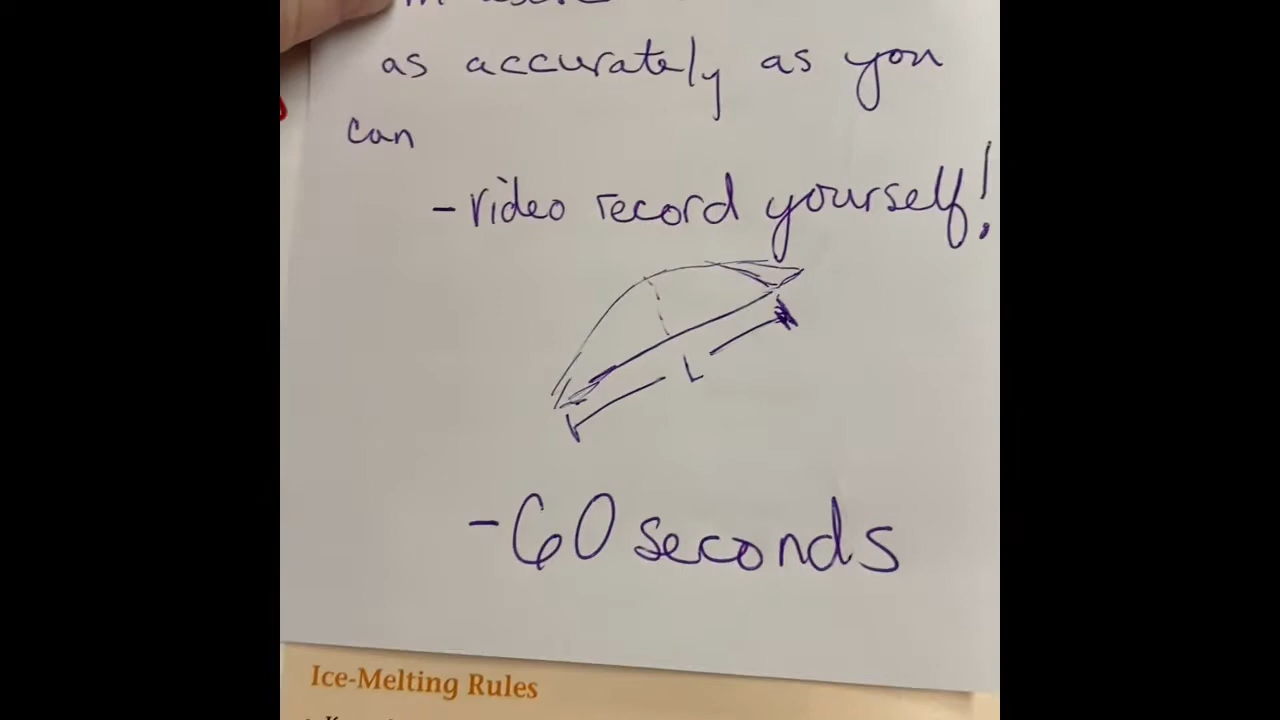 as accurately as you
can
- video record yourself!
L
- 60 seconds
Ice-Melting Rules